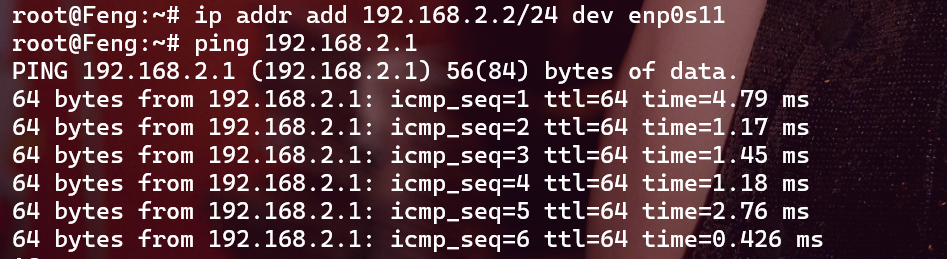 root@Feng:~# ip addr add 192.168.2.2/24 dev enp0s11
root@Feng:~# ping 192.168.2.1
PING 192.168.2.1 (192.168.2.1) 56(84) bytes of data.
64 bytes from 192.168.2.1: icmp_seq=1 ttl=64 time=4.79 ms
64 bytes from 192.168.2.1: icmp_seq=2 ttl=64 time=1.17 ms
64 bytes from 192.168.2.1: icmp_seq=3 ttl=64 time=1.45 ms
64 bytes from 192.168.2.1: icmp_seq=4 ttl=64 time=1.18 ms
64 bytes from 192.168.2.1: icmp_seq=5 ttl=64 time=2.76 ms
64 bytes from 192.168.2.1: icmp_seq=6 ttl=64 time=0.426 ms